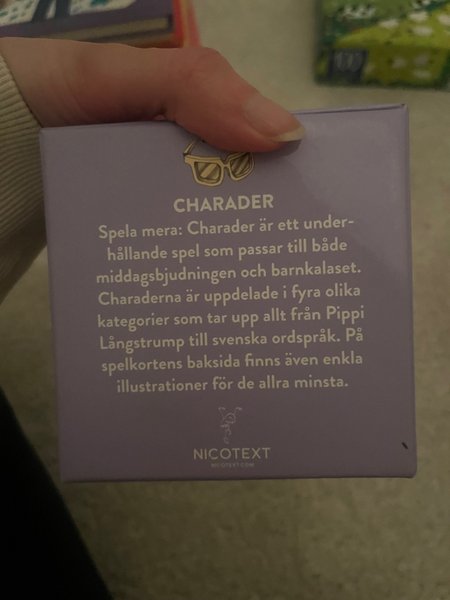 CHARADER
Spela mera: Charader är ett under-
hållande spel som passar till både
middagsbjudningen och barnkalaset.
Charaderna är uppdelade i fyra olika
kategorier som tar upp allt från Pippi
Långstrump till svenska ordspråk. På
spelkortens baksida finns även enkla
illustrationer för de allra minsta.
NICOTEXT
NICOTEXT.COM